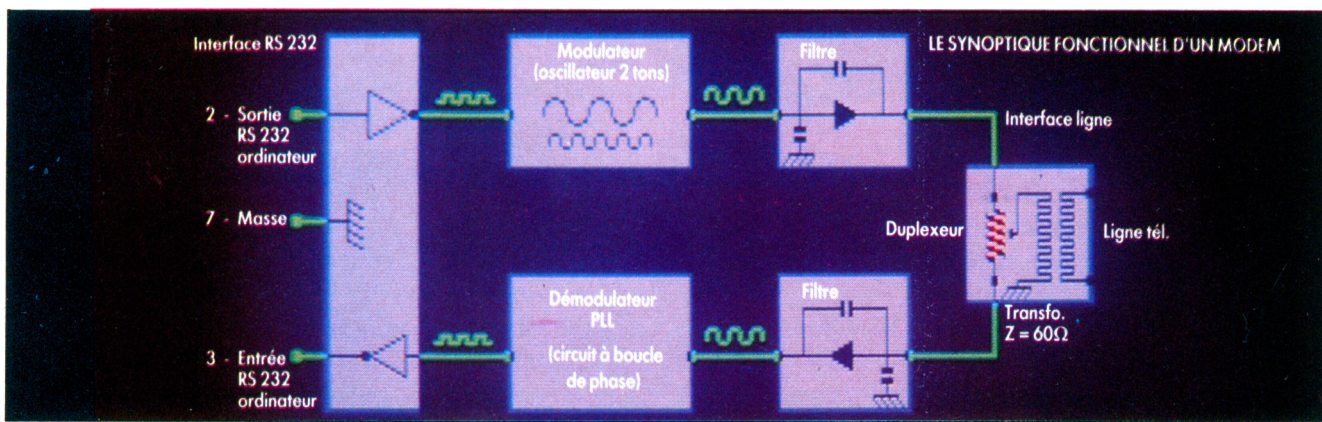 LE SYNOPTIQUE FONCTIONNEL D'UN MODEM
Interface RS 232
2 - Sortie
RS 232
ordinateur
7 - Masse
3 - Entrée
RS 232
ordinateur
Modulateur
(oscillateur 2 tons)
Filtre
Interface ligne
Duplexeur
Ligne tél.
Transfo.
Z = 60Ω
Démodulateur
PLL
(circuit à boucle
de phase)
Filtre